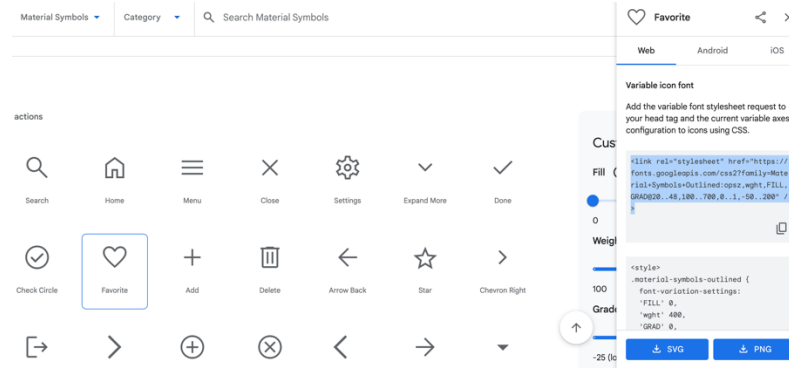 Material Symbols
Category
Search Material Symbols
actions
Search
Home
Menu
Close
Settings
Expand More
Done
Check Circle
Favorite
Add
Delete
Arrow Back
Star
Chevron Right
Cus
Fill
0
Weigh
100
Grade
-25 (lo
Favorite
Web
Android
iOS
Variable icon font
Add the variable font stylesheet request to
your head tag and the current variable axes
configuration to icons using CSS.
<link rel="stylesheet" href="https://
fonts.googleapis.com/css2?family=Mate
rial+Symbols+Outlined:opsz,wght,FILL,
GRAD@20..48,100..700,0..1,-50..200" /
>
<style>
.material-symbols-outlined {
font-variation-settings:
'FILL' 0,
'wght' 400,
'GRAD' 0,
SVG
PNG